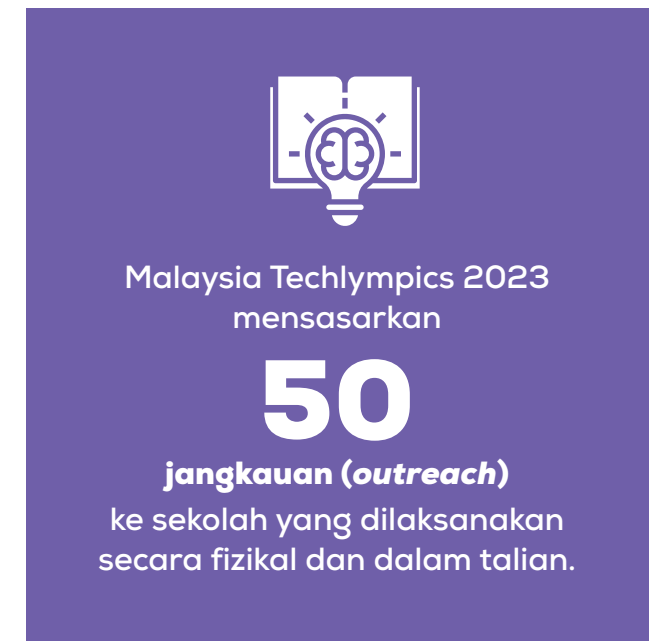 Malaysia Techlympics 2023
mensasarkan
50
jangkauan (outreach)
ke sekolah yang dilaksanakan
secara fizikal dan dalam talian.